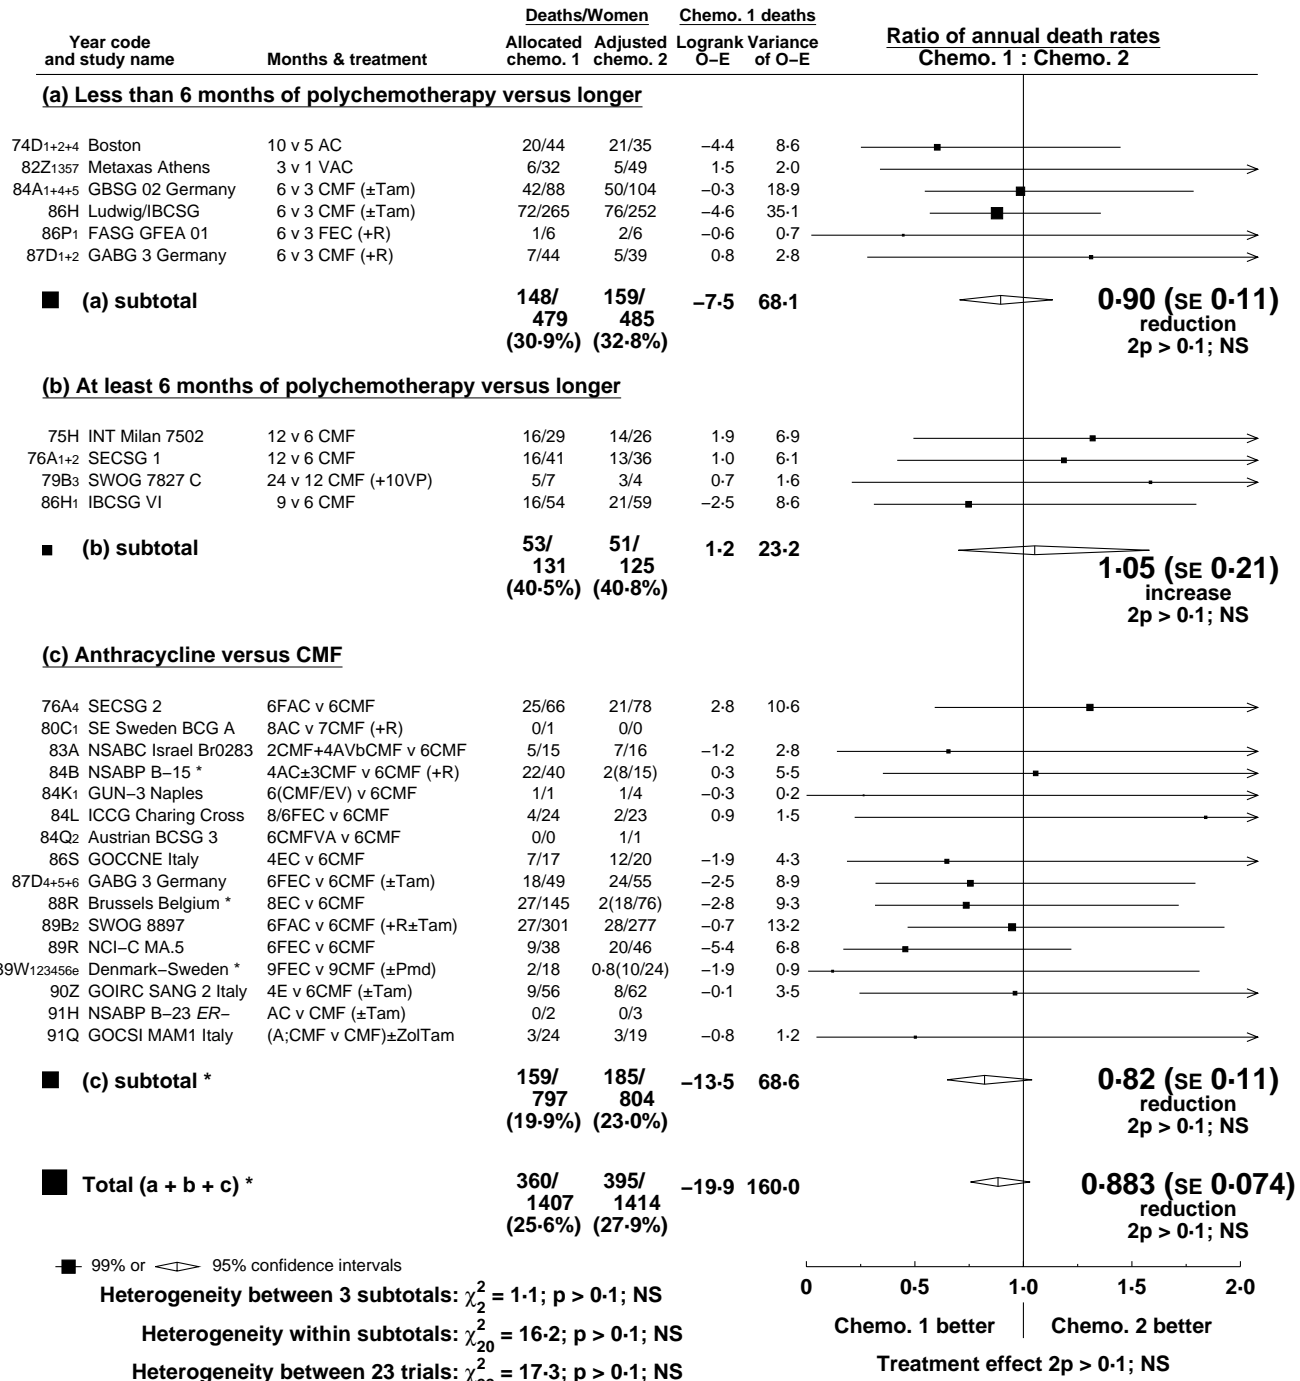 Deaths/Women Chemo. 1 deaths
Year code and study name Months & treatment Allocated chemo. 1 Adjusted chemo. 2 Logrank O–E Variance of O–E Ratio of annual death rates Chemo. 1 : Chemo. 2
(a) Less than 6 months of polychemotherapy versus longer
74D1+2+4 Boston 10 v 5 AC 20/44 21/35 –4·4 8·6
82Z1357 Metaxas Athens 3 v 1 VAC 6/32 5/49 1·5 2·0
84A1+4+5 GBSG 02 Germany 6 v 3 CMF (±Tam) 42/88 50/104 –0·3 18·9
86H Ludwig/IBCSG 6 v 3 CMF (±Tam) 72/265 76/252 –4·6 35·1
86P1 FASG GFEA 01 6 v 3 FEC (+R) 1/6 2/6 –0·6 0·7
87D1+2 GABG 3 Germany 6 v 3 CMF (+R) 7/44 5/39 0·8 2·8
(a) subtotal 148/ 159/ –7·5 68·1 0·90 (SE 0·11)
479 485 reduction
(30·9%) (32·8%) 2p > 0·1; NS
(b) At least 6 months of polychemotherapy versus longer
75H INT Milan 7502 12 v 6 CMF 16/29 14/26 1·9 6·9
76A1+2 SECSG 1 12 v 6 CMF 16/41 13/36 1·0 6·1
79B3 SWOG 7827 C 24 v 12 CMF (+10VP) 5/7 3/4 0·7 1·6
86H1 IBCSG VI 9 v 6 CMF 16/54 21/59 –2·5 8·6
(b) subtotal 53/ 51/ 1·2 23·2
131 125 1·05 (SE 0·21)
(40·5%) (40·8%) increase
2p > 0·1; NS
(c) Anthracycline versus CMF
76A4 SECSG 2 6FAC v 6CMF 25/66 21/78 2·8 10·6
80C1 SE Sweden BCG A 8AC v 7CMF (+R) 0/1 0/0
83A NSABC Israel Br0283 2CMF+4AVbCMF v 6CMF 5/15 7/16 –1·2 2·8
84B NSABP B–15 * 4AC±3CMF v 6CMF (+R) 22/40 2(8/15) 0·3 5·5
84K1 GUN–3 Naples 6(CMF/EV) v 6CMF 1/1 1/4 –0·3 0·2
84L ICCG Charing Cross 8/6FEC v 6CMF 4/24 2/23 0·9 1·5
84Q2 Austrian BCSG 3 6CMFVA v 6CMF 0/0 1/1
86S GOCCNE Italy 4EC v 6CMF 7/17 12/20 –1·9 4·3
87D4+5+6 GABG 3 Germany 6FEC v 6CMF (±Tam) 18/49 24/55 –2·5 8·9
88R Brussels Belgium * 8EC v 6CMF 27/145 2(18/76) –2·8 9·3
89B2 SWOG 8897 6FAC v 6CMF (+R±Tam) 27/301 28/277 –0·7 13·2
89R NCI–C MA.5 6FEC v 6CMF 9/38 20/46 –5·4 6·8
39W123456e Denmark–Sweden * 9FEC v 9CMF (±Pmd) 2/18 0·8(10/24) –1·9 0·9
90Z GOIRC SANG 2 Italy 4E v 6CMF (±Tam) 9/56 8/62 –0·1 3·5
91H NSABP B–23 ER– AC v CMF (±Tam) 0/2 0/3
91Q GOCSI MAM1 Italy (A;CMF v CMF)±ZolTam 3/24 3/19 –0·8 1·2
(c) subtotal * 159/ 185/ –13·5 68·6 0·82 (SE 0·11)
797 804 reduction
(19·9%) (23·0%) 2p > 0·1; NS
Total (a + b + c) * 360/ 395/ –19·9 160·0 0·883 (SE 0·074)
1407 1414 reduction
(25·6%) (27·9%) 2p > 0·1; NS
99% or 95% confidence intervals
0 0·5 1·0 1·5 2·0
Chemo. 1 better Chemo. 2 better
Treatment effect 2p > 0·1; NS
Heterogeneity between 3 subtotals: χ²₂ = 1·1; p > 0·1; NS
Heterogeneity within subtotals: χ²₂₀ = 16·2; p > 0·1; NS
Heterogeneity between 23 trials: χ² = 17·3; p > 0·1; NS